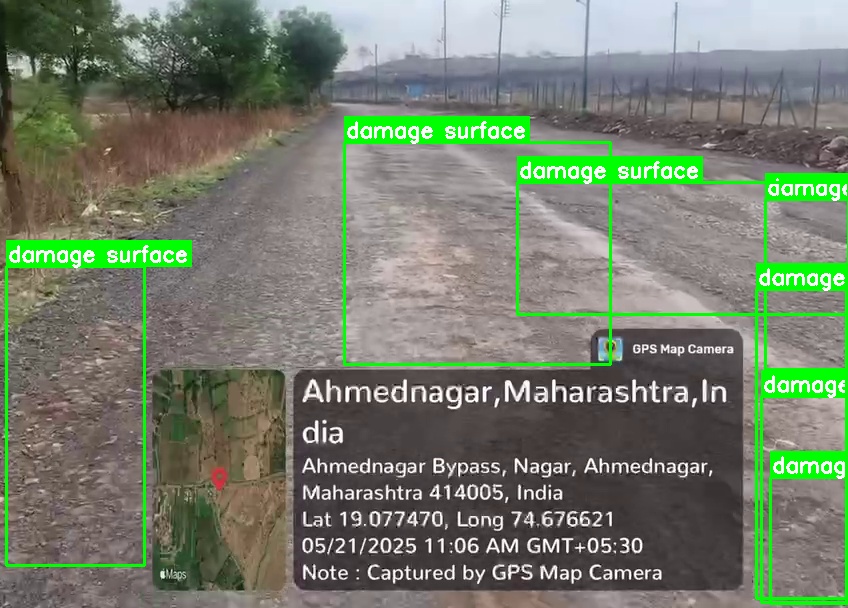 damage surface
damage surface
damage
damage surface
damage
GPS Map Camera
damage
damag
Ahmednagar,Maharashtra,In
dia
Ahmednagar Bypass, Nagar, Ahmednagar,
Maharashtra 414005, India
Lat 19.077470, Long 74.676621
05/21/2025 11:06 AM GMT+05:30
Note : Captured by GPS Map Camera
Maps